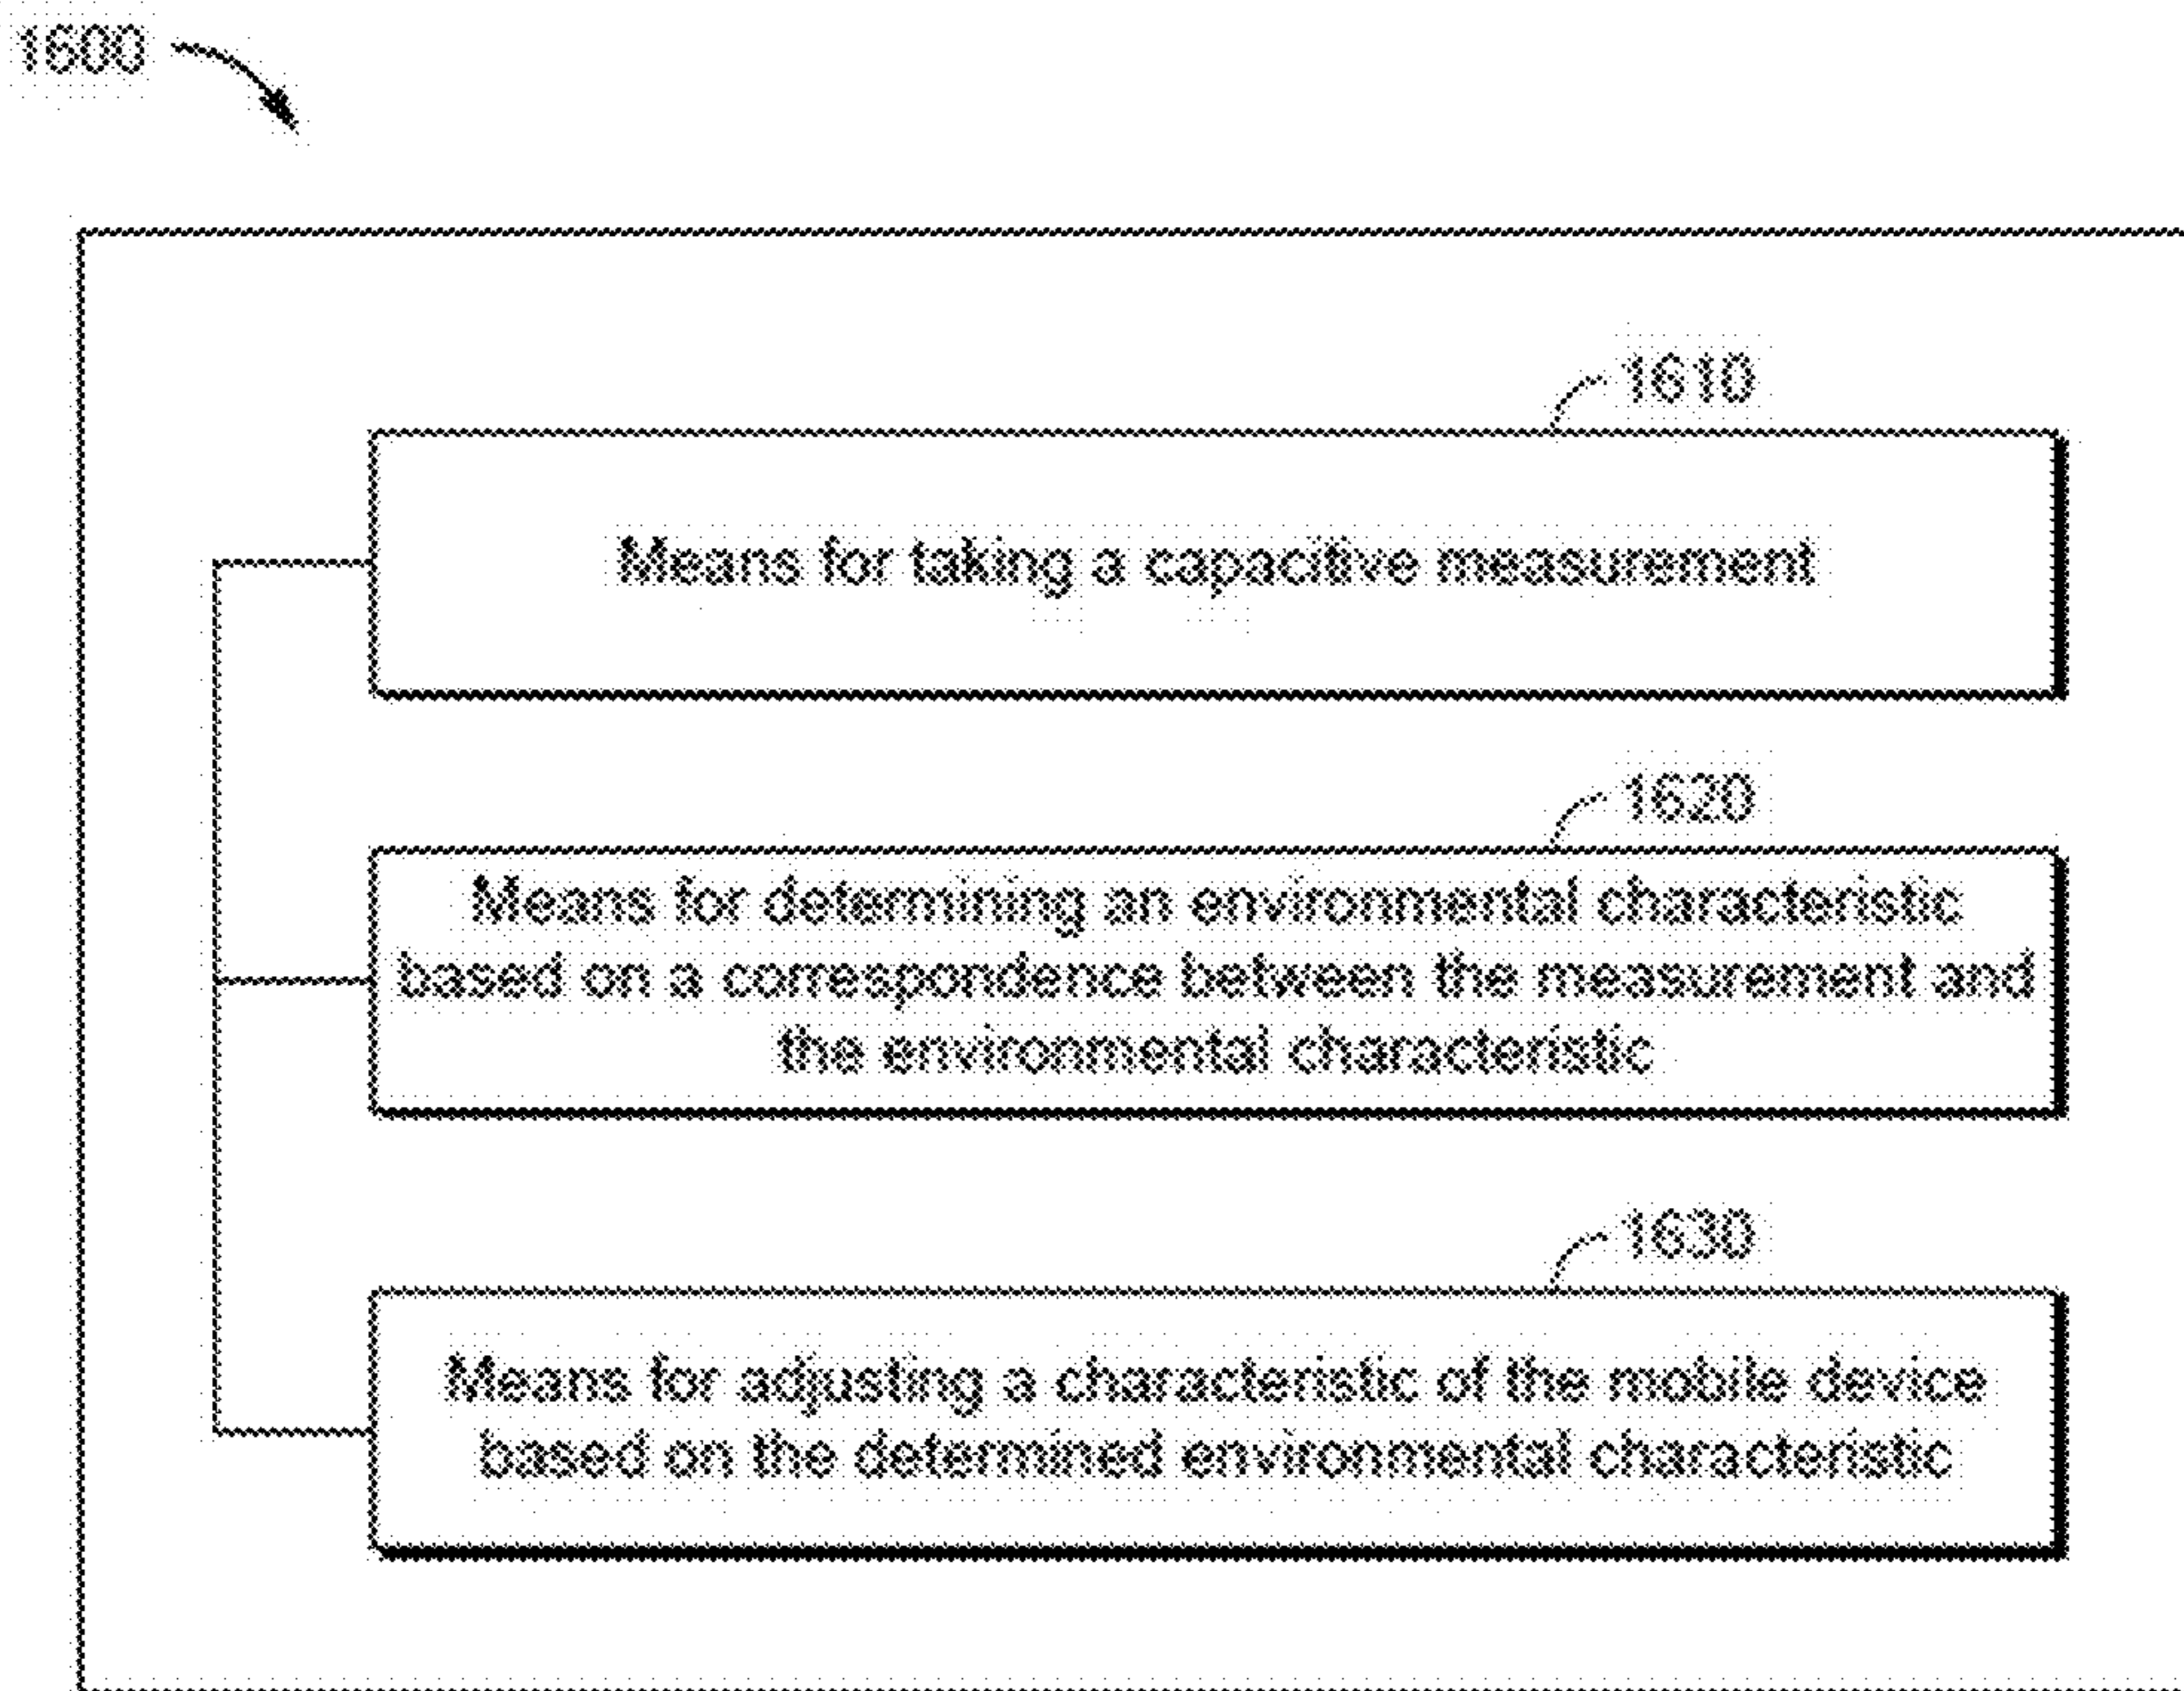 1600
1610
Means for taking a capacitive measurement
1620
Means for determining an environmental characteristic
based on a correspondence between the measurement and
the environmental characteristic
1630
Means for adjusting a characteristic of the mobile device
based on the determined environmental characteristic